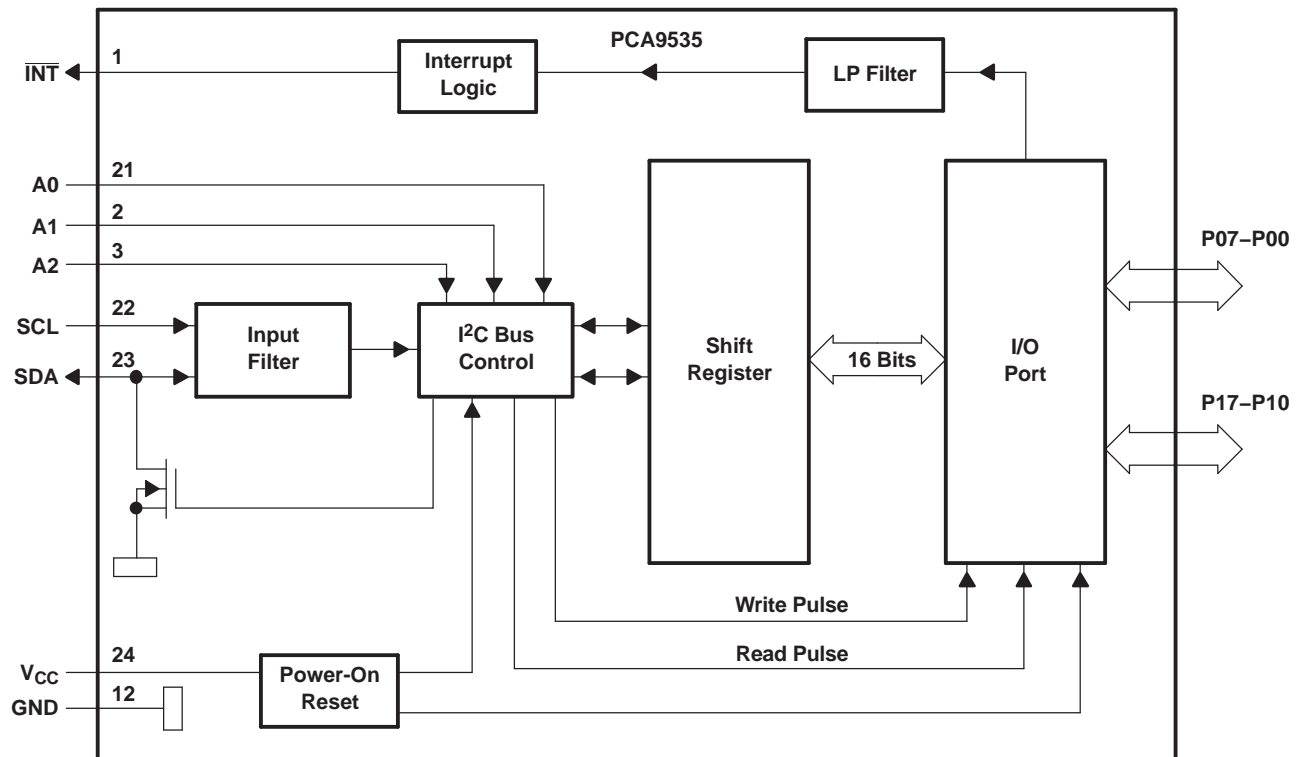 PCA9535
INT
1
Interrupt
Logic
LP Filter
A0
21
A1
2
A2
3
SCL
22
SDA
23
Input
Filter
I²C Bus
Control
Shift
Register
16 Bits
I/O
Port
P07–P00
P17–P10
Write Pulse
Read Pulse
VCC
24
GND
12
Power-On
Reset